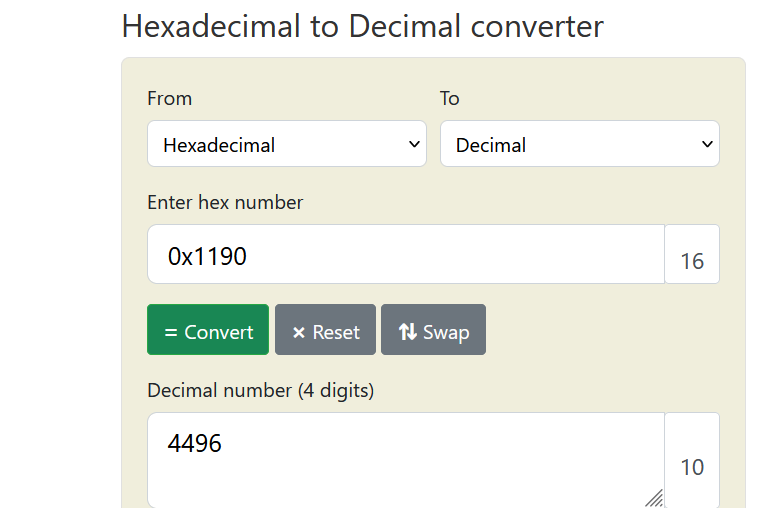 Hexadecimal to Decimal converter
From To
Hexadecimal Decimal
Enter hex number
0x1190 16
= Convert × Reset ⇅ Swap
Decimal number (4 digits)
4496
10